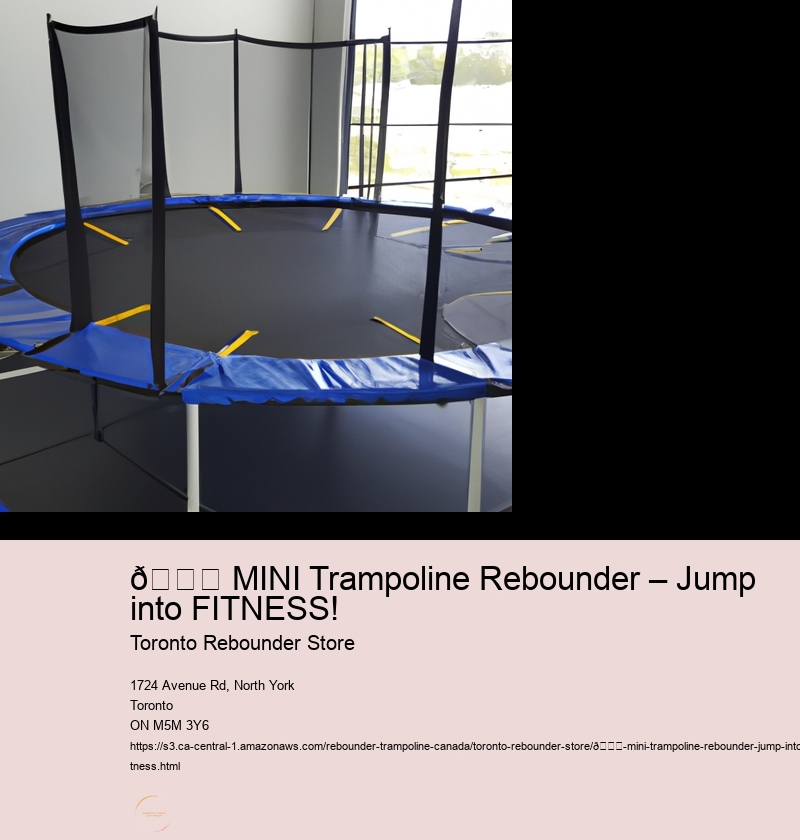 ð□□□ MINI Trampoline Rebounder – Jump
into FITNESS!
Toronto Rebounder Store
1724 Avenue Rd, North York
Toronto
ON M5M 3Y6
https://s3.ca-central-1.amazonaws.com/rebounder-trampoline-canada/toronto-rebounder-store/ð□□□-mini-trampoline-rebounder-jump-into
tness.html